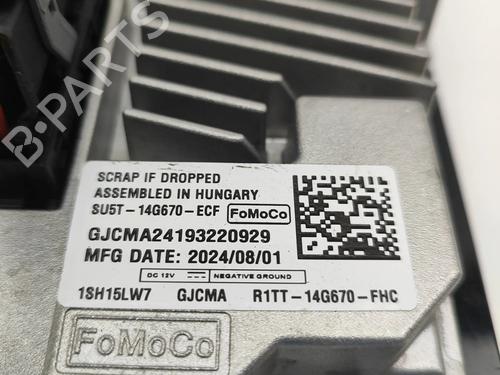 B-PARTS
SCRAP IF DROPPED
ASSEMBLED IN HUNGARY
SU5T-14G670-ECF FoMoCo
GJCMA24193220929
MFG DATE: 2024/08/01
DC 12V NEGATIVE GROUND
1SH15LW7 GJCMA R1TT-14G670-FHC
FoMoCo